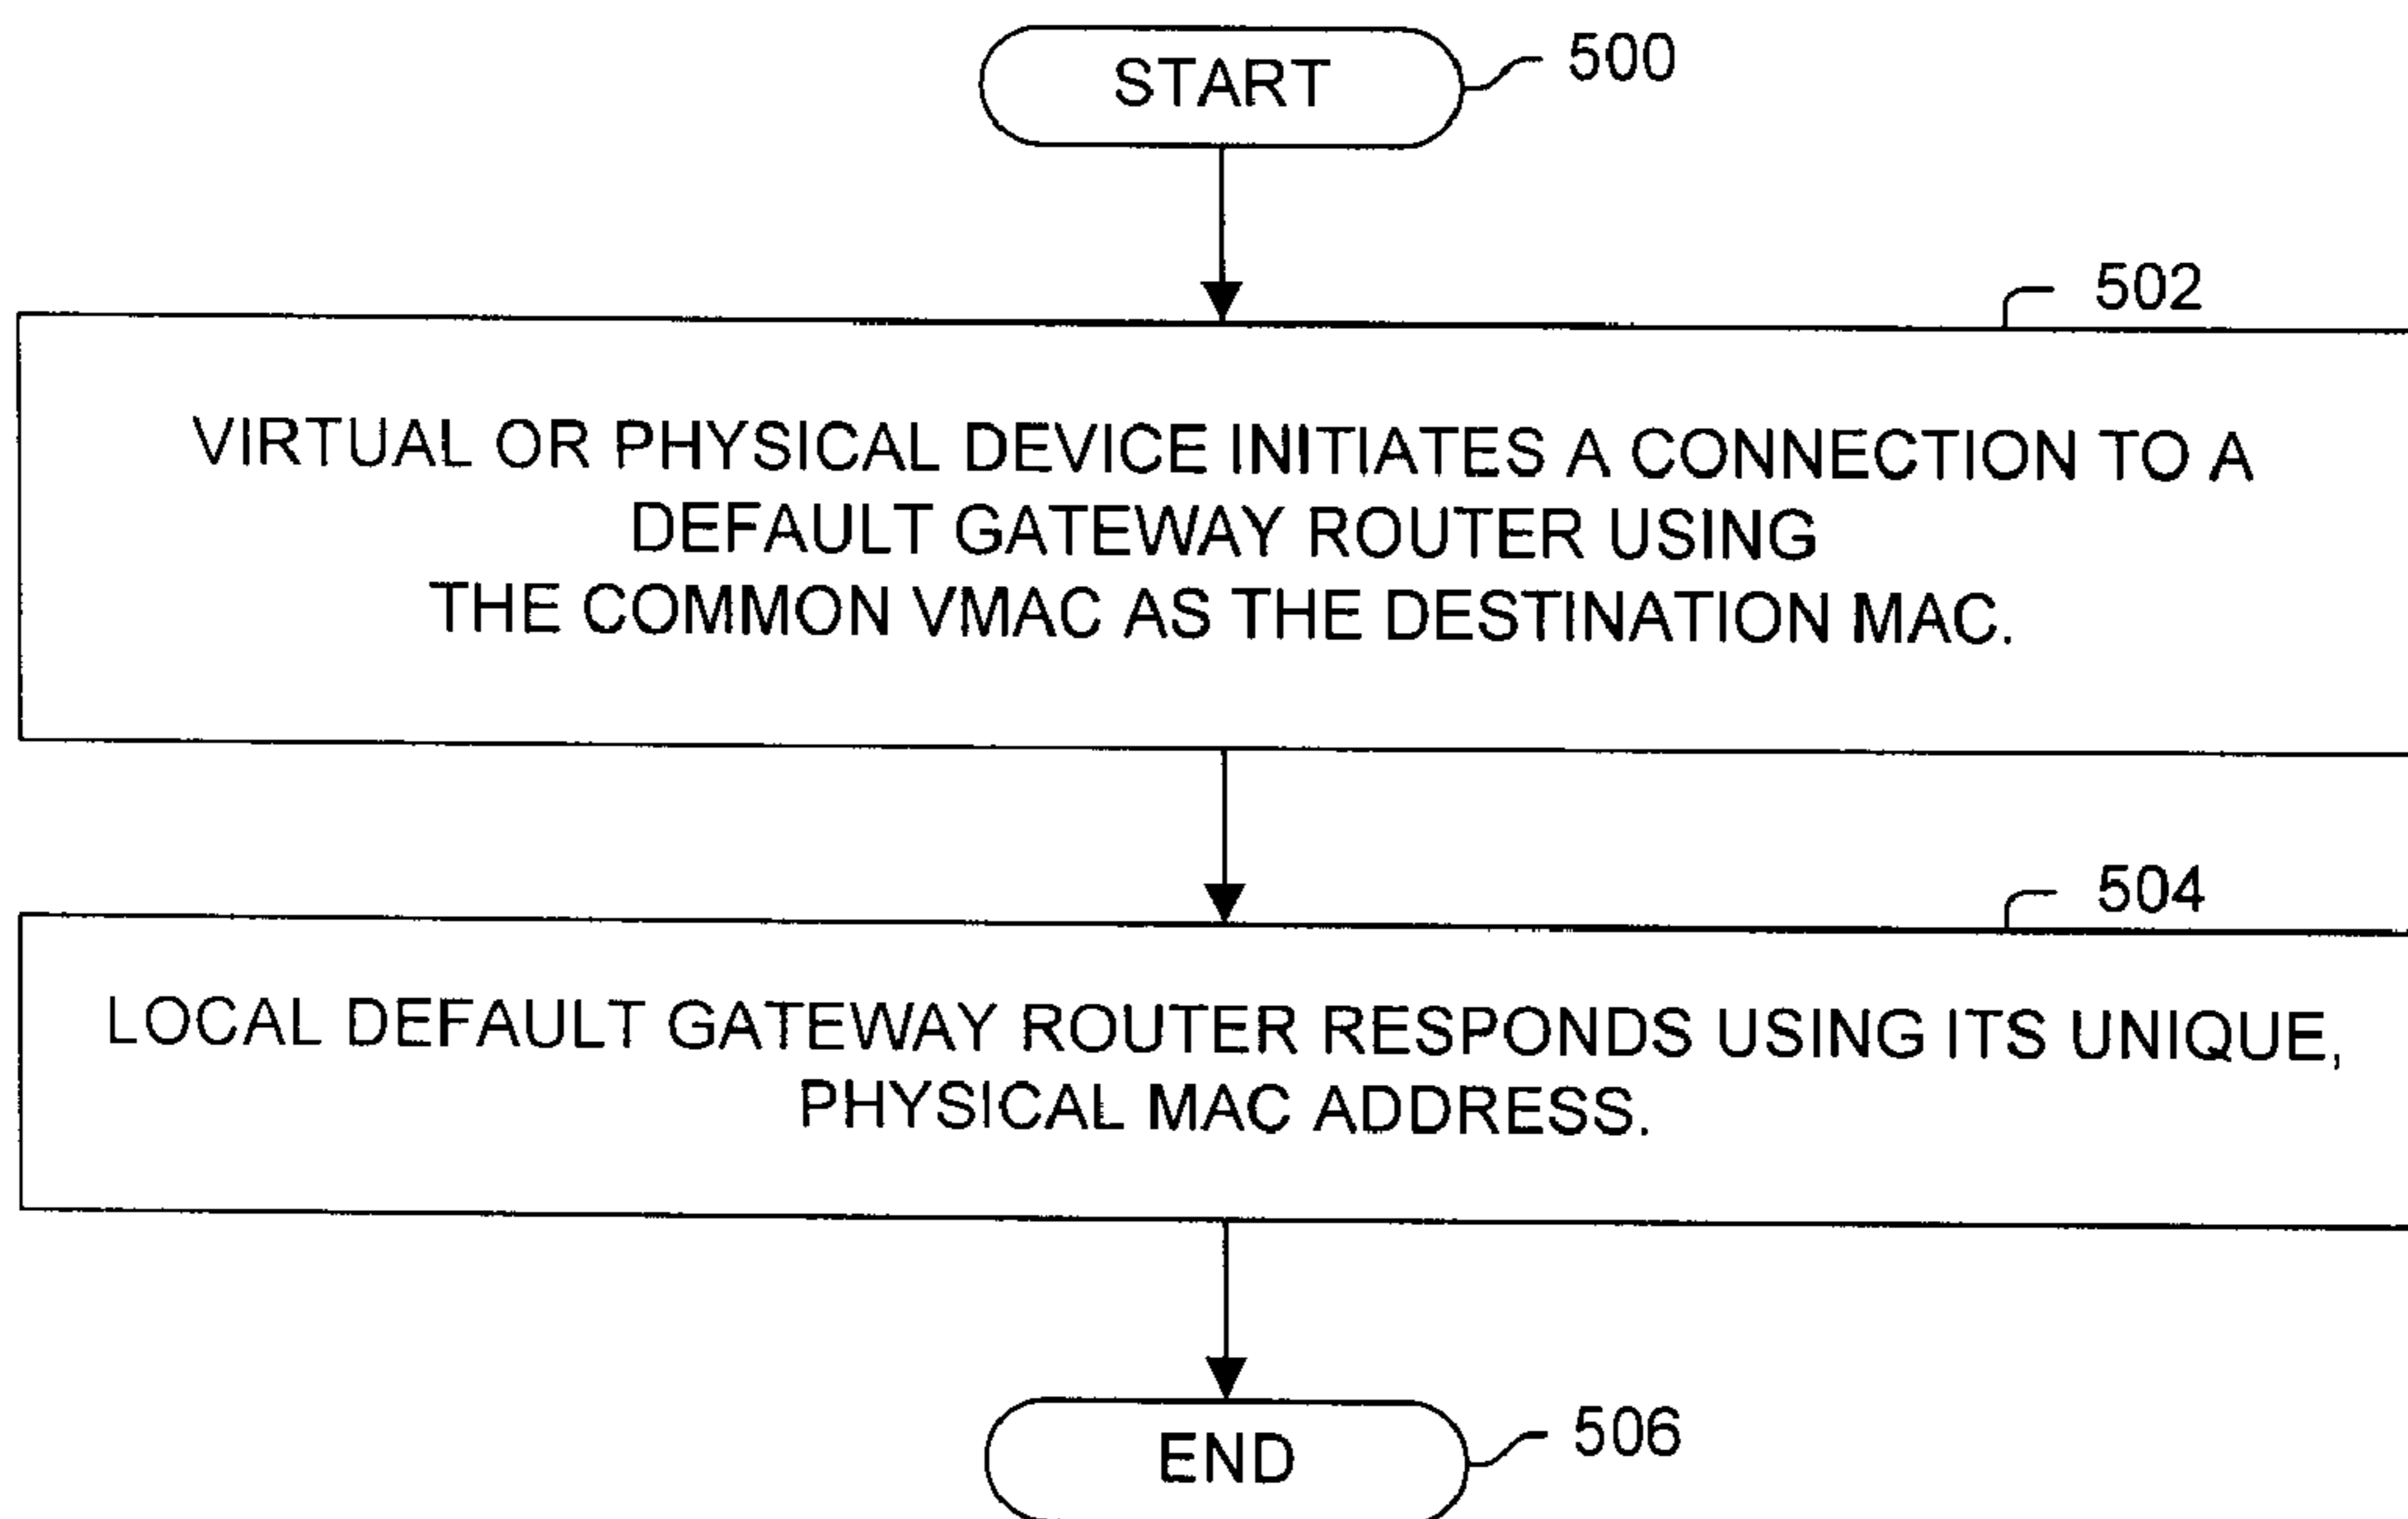 START
500
502
VIRTUAL OR PHYSICAL DEVICE INITIATES A CONNECTION TO A
DEFAULT GATEWAY ROUTER USING
THE COMMON VMAC AS THE DESTINATION MAC.
504
LOCAL DEFAULT GATEWAY ROUTER RESPONDS USING ITS UNIQUE,
PHYSICAL MAC ADDRESS.
END
506